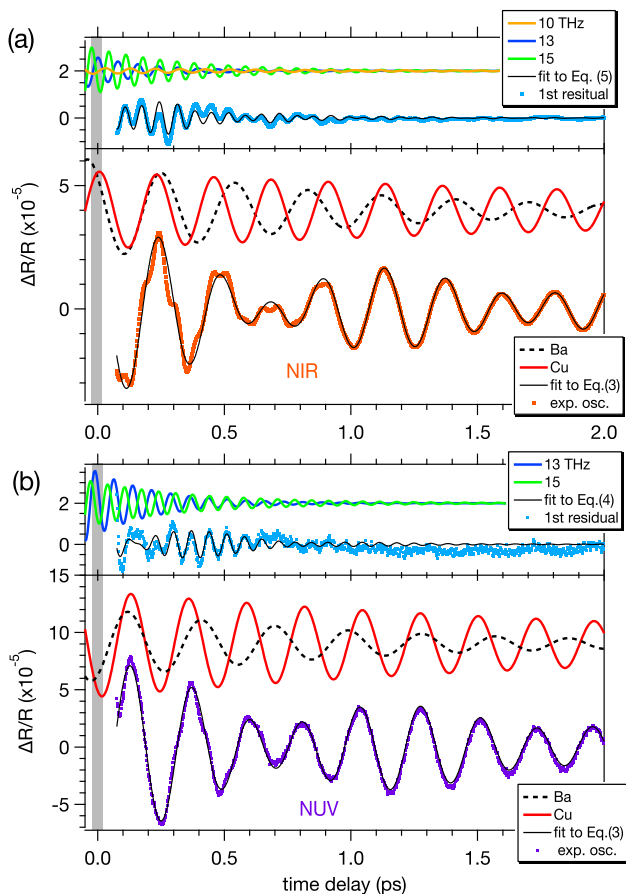 (a)
10 THz
13
15
fit to Eq. (5)
1st resitual
2
0
5
0
ΔR/R (x10-5)
NIR
Ba
Cu
fit to Eq.(3)
exp. osc.
0.0 0.5 1.0 1.5 2.0
(b)
13 THz
15
fit to Eq.(4)
1st residual
2
0
15
10
5
0
-5
ΔR/R (x10-5)
NUV
Ba
Cu
fit to Eq.(3)
exp. osc.
0.0 0.5 1.0 1.5
time delay (ps)